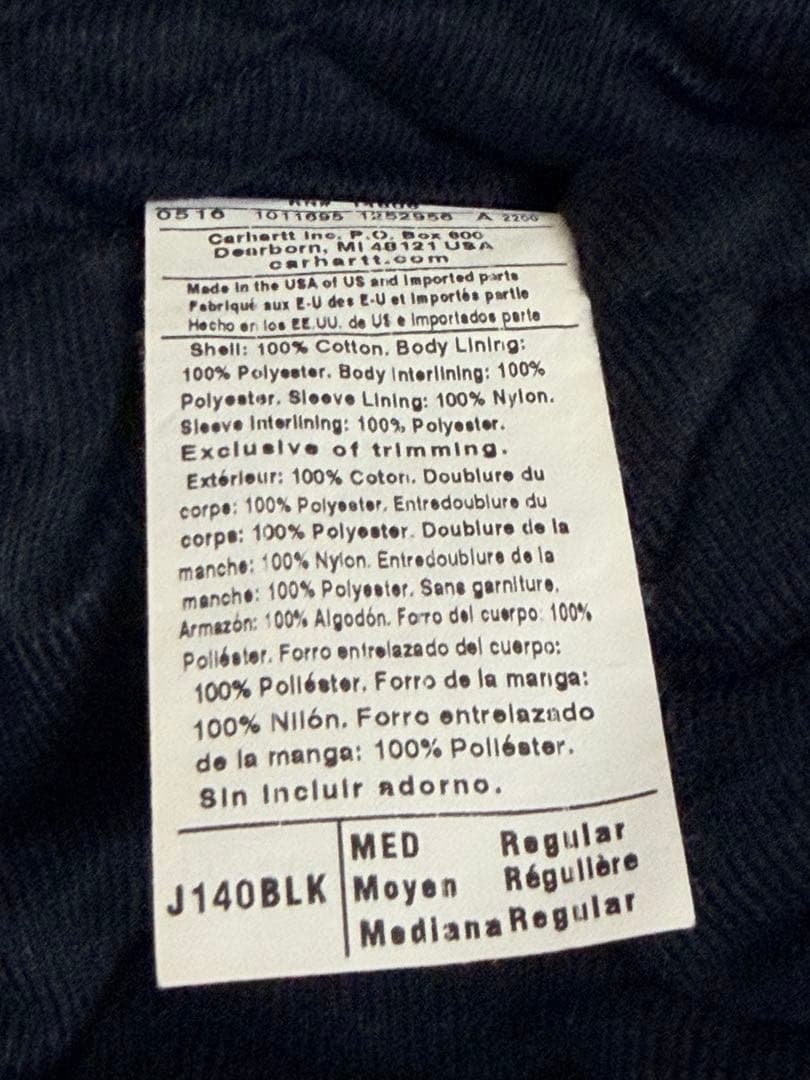 RN# 14806
0516 1011695 1252956 A 2200
Carhartt Inc. P.O. Box 600
Dearborn, MI 48121 USA
carhartt.com
Made in the USA of US and Imported parts
Fabriqué aux E-U des E-U et Importés partie
Hecho en los EE.UU. de US e Importados parte
Shell: 100% Cotton. Body Lining:
100% Polyester. Body Interlining: 100%
Polyester. Sleeve Lining: 100% Nylon.
Sleeve Interlining: 100% Polyester.
Exclusive of trimming.
Extérieur: 100% Coton. Doublure du
corps: 100% Polyester. Entredoublure du
corps: 100% Polyester. Doublure de la
manche: 100% Nylon. Entredoublure de la
manche: 100% Polyester. Sans garniture.
Armazón: 100% Algodón. Forro del cuerpo: 100%
Poliéster. Forro entrelazado del cuerpo:
100% Poliéster. Forro de la manga:
100% Nilón. Forro entrelazado
de la manga: 100% Poliéster.
Sin incluir adorno.
J140BLK
MED Regular
Moyen Régulière
Mediana Regular